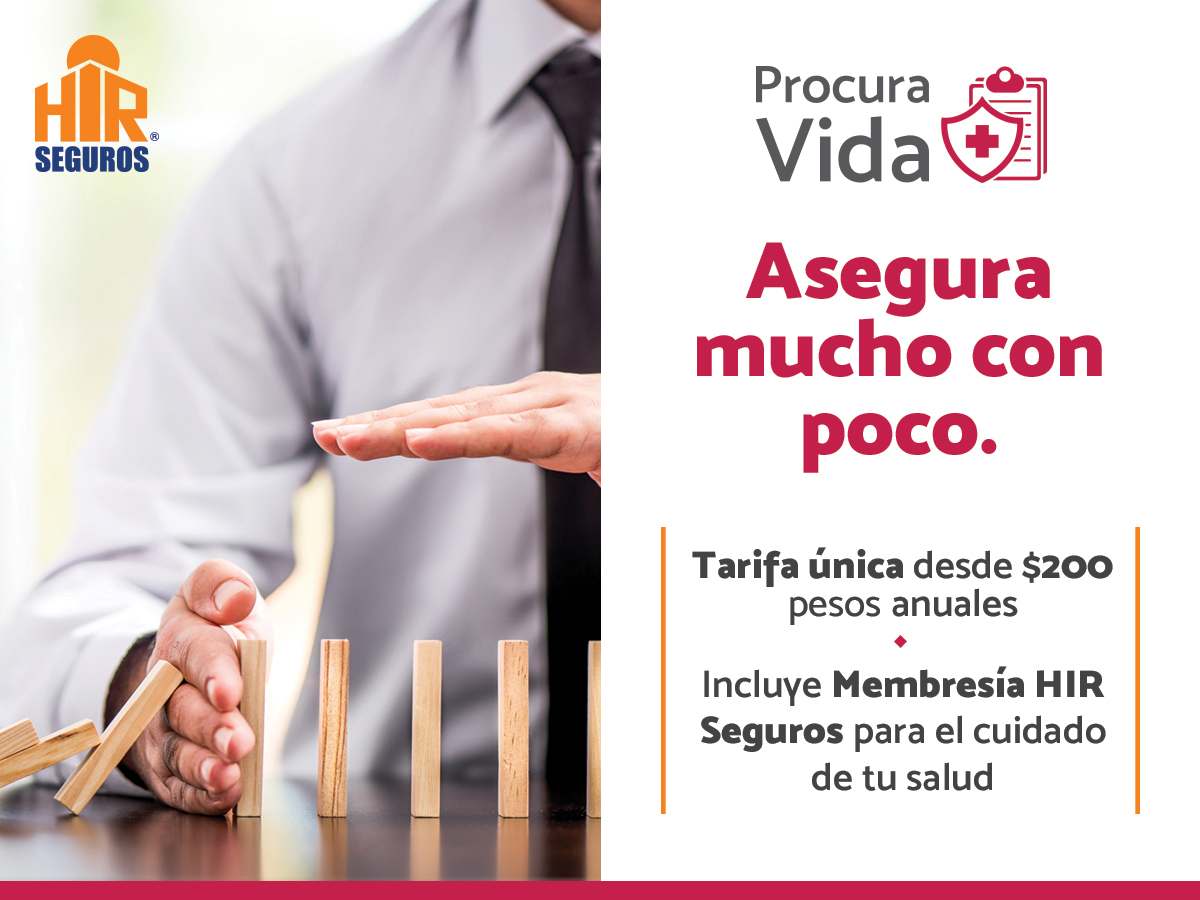 HIR®
SEGUROS
Procura
Vida
Asegura
mucho con
poco.
Tarifa única desde $200
pesos anuales
Incluye Membresía HIR
Seguros para el cuidado
de tu salud